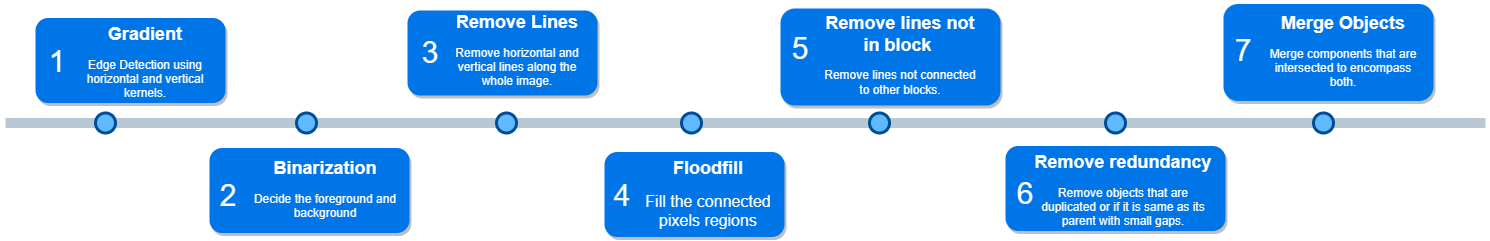 1
Gradient
Edge Detection using
horizontal and vertical
kernels.
2
Binarization
Decide the foreground and
background
3
Remove Lines
Remove horizontal and
vertical lines along the
whole image.
4
Floodfill
Fill the connected
pixels regions
5
Remove lines not
in block
Remove lines not connected
to other blocks.
6
Remove redundancy
Remove objects that are
duplicated or if it is same as its
parent with small gaps.
7
Merge Objects
Merge components that are
intersected to encompass
both.